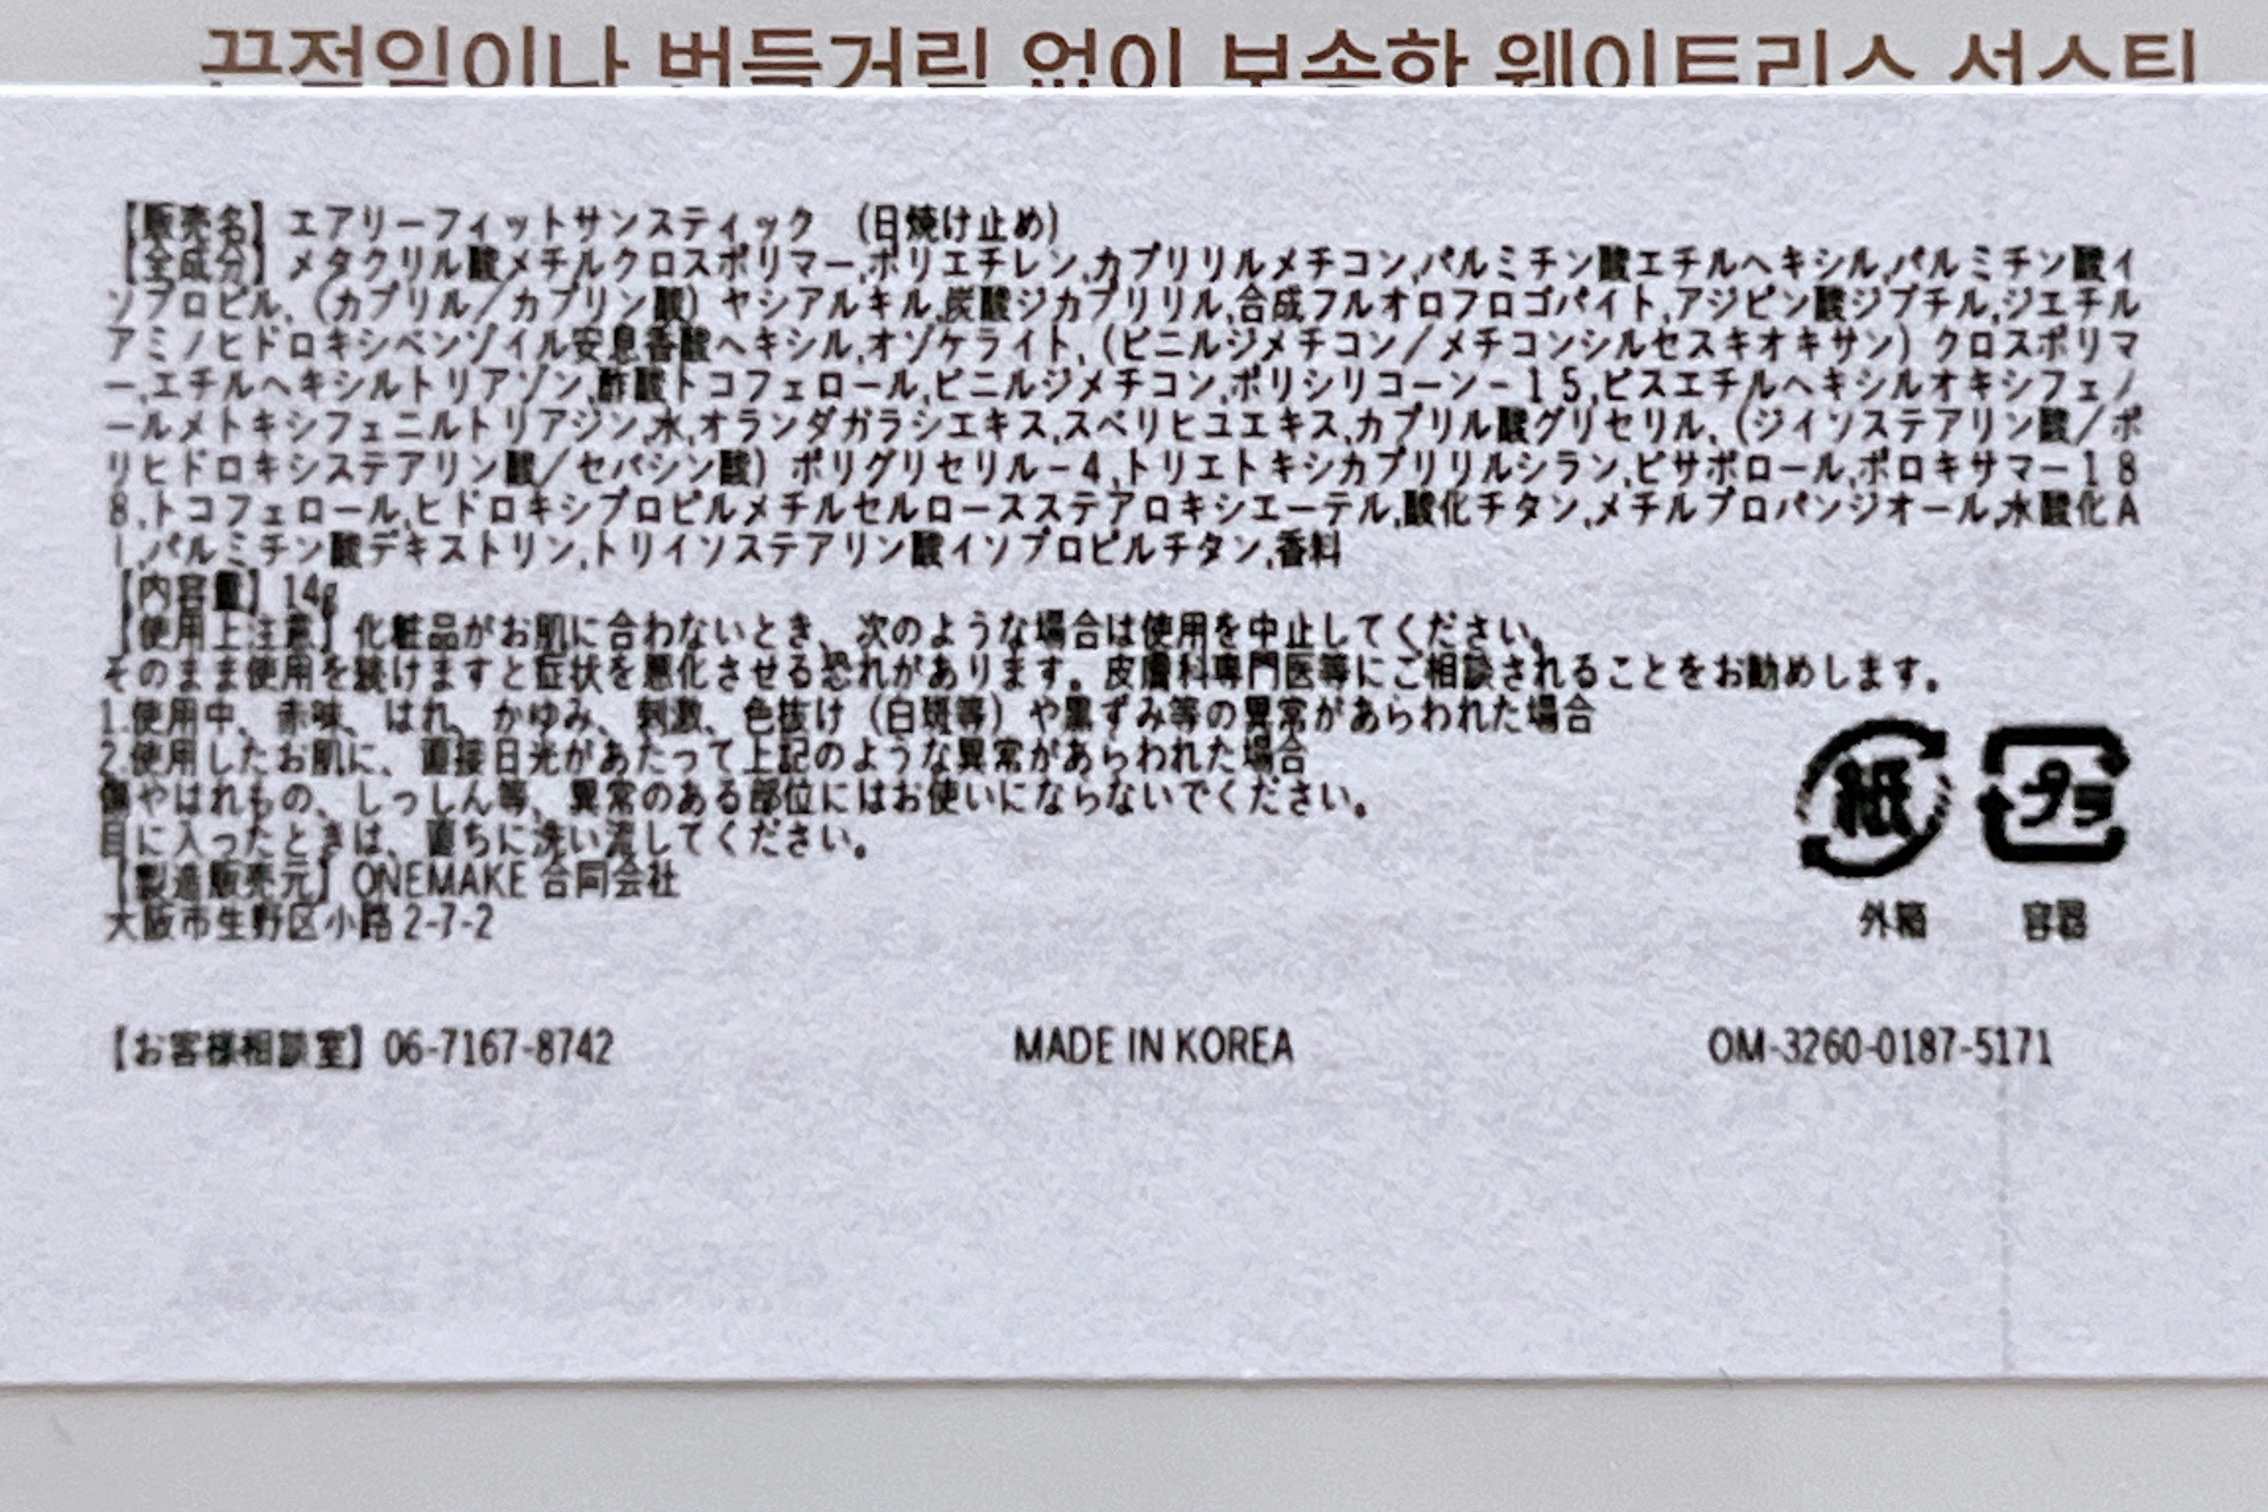 끈적임이나 번들거림 없이 보송한 웨이트리스 선스틱
【販売名】エアリーフィットサンスティック (日焼け止め)
【全成分】メタクリル酸メチルクロスポリマー,ポリエチレン,カプリリルメチコン,パルミチン酸エチルヘキシル,パルミチン酸イ
ソプロピル、(カプリル/カプリン酸) ヤシアルキル,炭酸ジカプリリル,合成フルオロフロゴパイト,アジピン酸ジブチル,ジエチル
アミノヒドロキシベンゾイル安息香酸ヘキシル,オゾケライト、(ビニルジメチコン/メチコンシルセスキオキサン) クロスポリマ
ー,エチルヘキシルトリアゾン,酢酸トコフェロール,ビニルジメチコン,ポリシリコーン-15,ビスエチルヘキシルオキシフェノ
ールメトキシフェニルトリアジン,水,オランダガラシエキス,スベリヒユエキス,カプリル酸グリセリル、(ジイソステアリン酸/ポ
リヒドロキシステアリン酸/セバシン酸) ポリグリセリル-4,トリエトキシカプリリルシラン,ビサボロール,ポロキサマー18
8,トコフェロール,ヒドロキシプロピルメチルセルロースステアロキシエーテル,酸化チタン,メチルプロパンジオール,水酸化A
l,パルミチン酸デキストリン,トリイソステアリン酸イソプロピルチタン,香料
【内容量】14g
【使用上注意】化粧品がお肌に合わないとき、次のような場合は使用を中止してください。
そのまま使用を続けますと症状を悪化させる恐れがあります。皮膚科専門医等にご相談されることをお勧めします。
1.使用中、赤味、はれ、かゆみ、刺激、色抜け (白斑等) や黒ずみ等の異常があらわれた場合
2.使用したお肌に、直接日光があたって上記のような異常があらわれた場合
傷やはれもの、しっしん等、異常のある部位にはお使いにならないでください。
目に入ったときは、直ちに洗い流してください。
【製造販売元】ONEMAKE 合同会社
大阪市生野区小路 2-7-2
紙 プラ
外箱 容器
【お客様相談室】06-7167-8742 MADE IN KOREA OM-3260-0187-5171